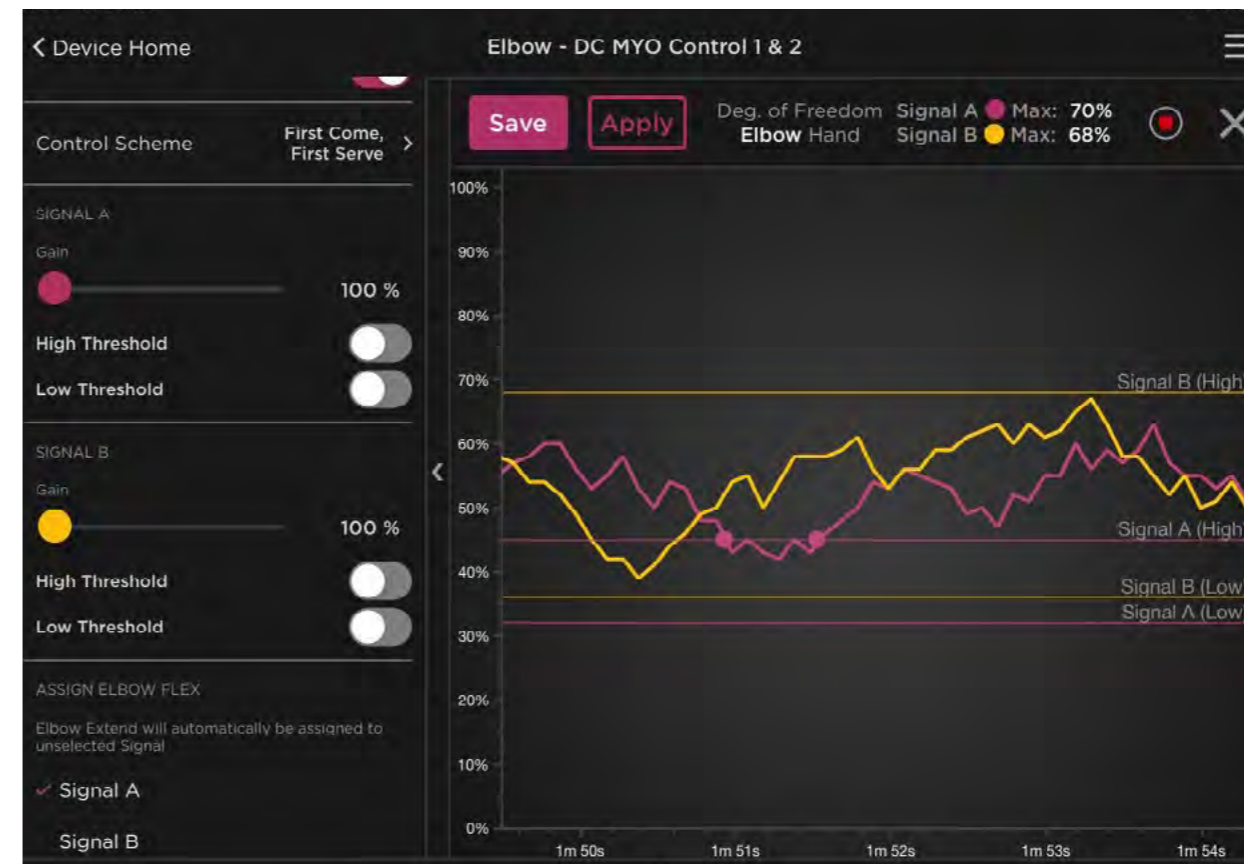 Device Home
Elbow - DC MYO Control 1 & 2
Control Scheme
First Come,
First Serve
SIGNAL A
Gain
100 %
High Threshold
Low Threshold
SIGNAL B
Gain
100 %
High Threshold
Low Threshold
ASSIGN ELBOW FLEX
Elbow Extend will automatically be assigned to
unselected Signal
Signal A
Signal B
Save
Apply
Deg. of Freedom
Elbow Hand
Signal A Max: 70%
Signal B Max: 68%
100%
90%
80%
70%
60%
50%
40%
30%
20%
10%
0%
Signal B (High)
Signal A (High)
Signal B (Low)
Signal A (Low)
1m 50s
1m 51s
1m 52s
1m 53s
1m 54s